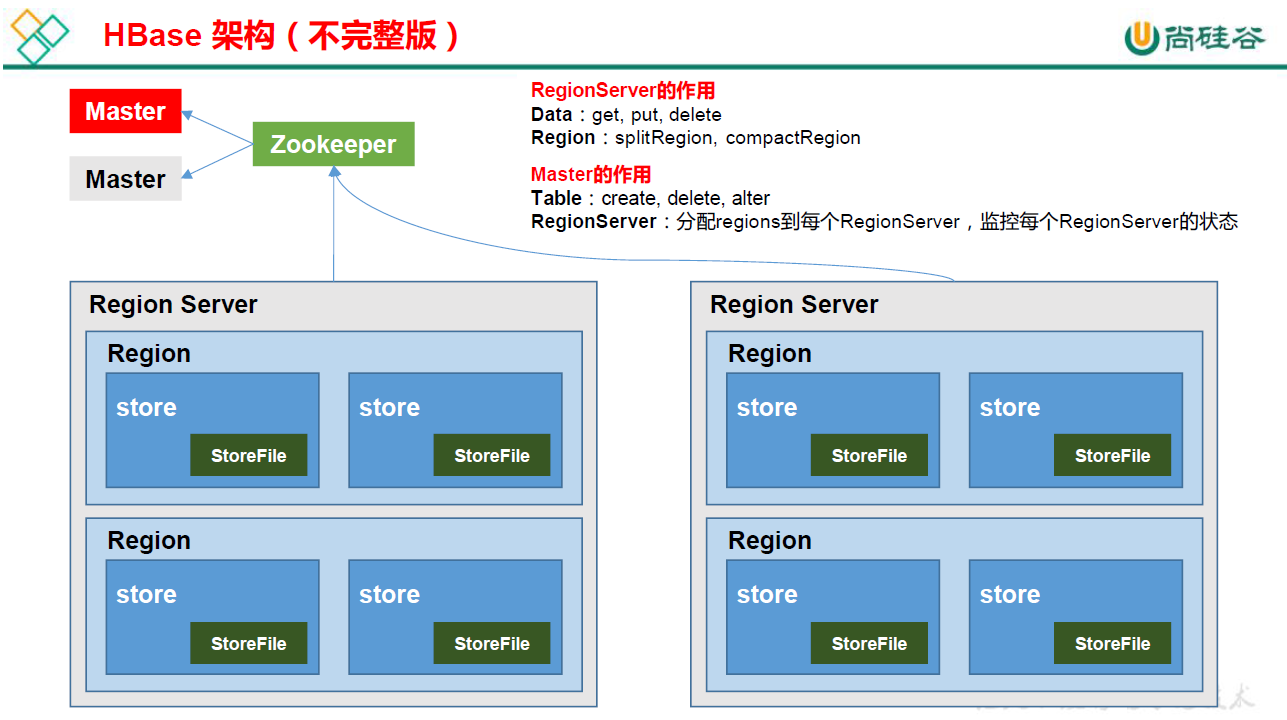 HBase 架构（不完整版）
尚硅谷
Master
Master
Zookeeper
RegionServer的作用
Data：get, put, delete
Region：splitRegion, compactRegion
Master的作用
Table：create, delete, alter
RegionServer：分配regions到每个RegionServer，监控每个RegionServer的状态
Region Server
Region
store
StoreFile
store
StoreFile
Region
store
StoreFile
store
StoreFile
Region Server
Region
store
StoreFile
store
StoreFile
Region
store
StoreFile
store
StoreFile